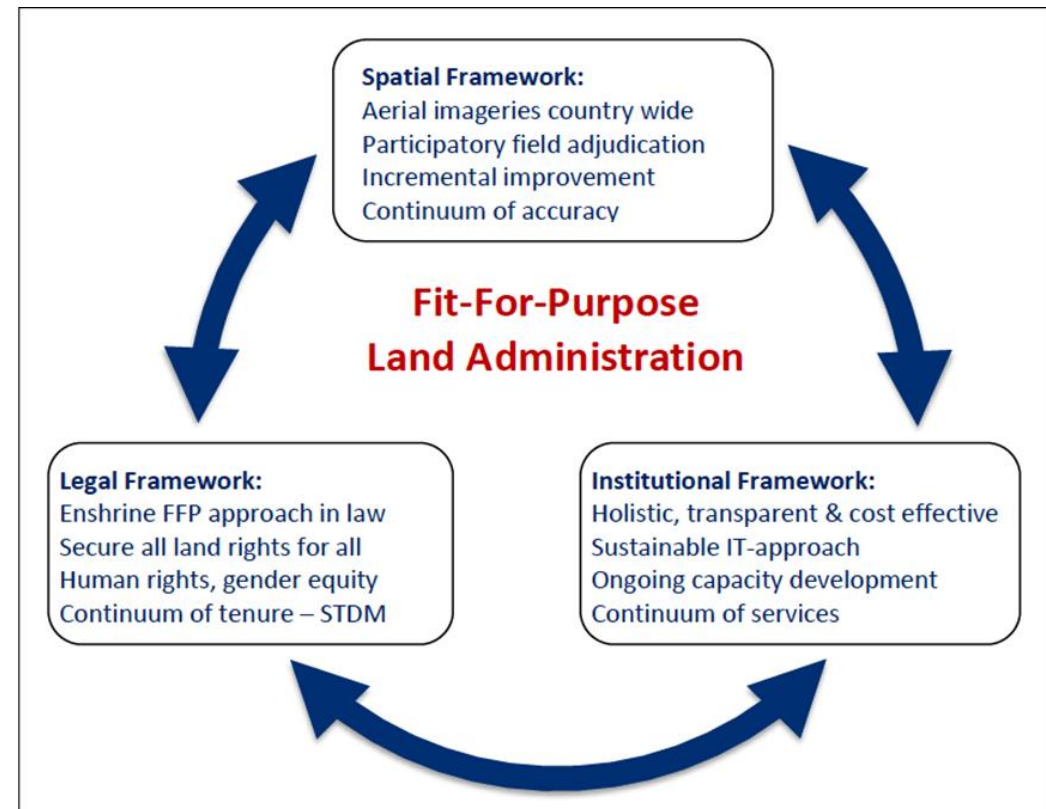 Spatial Framework:
Aerial imageries country wide
Participatory field adjudication
Incremental improvement
Continuum of accuracy
Fit-For-Purpose
Land Administration
Legal Framework:
Enshrine FFP approach in law
Secure all land rights for all
Human rights, gender equity
Continuum of tenure – STDM
Institutional Framework:
Holistic, transparent & cost effective
Sustainable IT-approach
Ongoing capacity development
Continuum of services